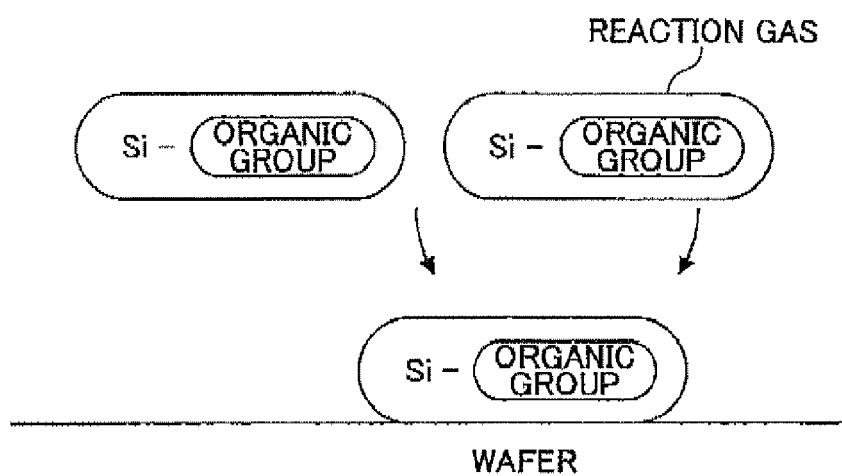 REACTION GAS
Si – ORGANIC GROUP
Si – ORGANIC GROUP
Si – ORGANIC GROUP
WAFER